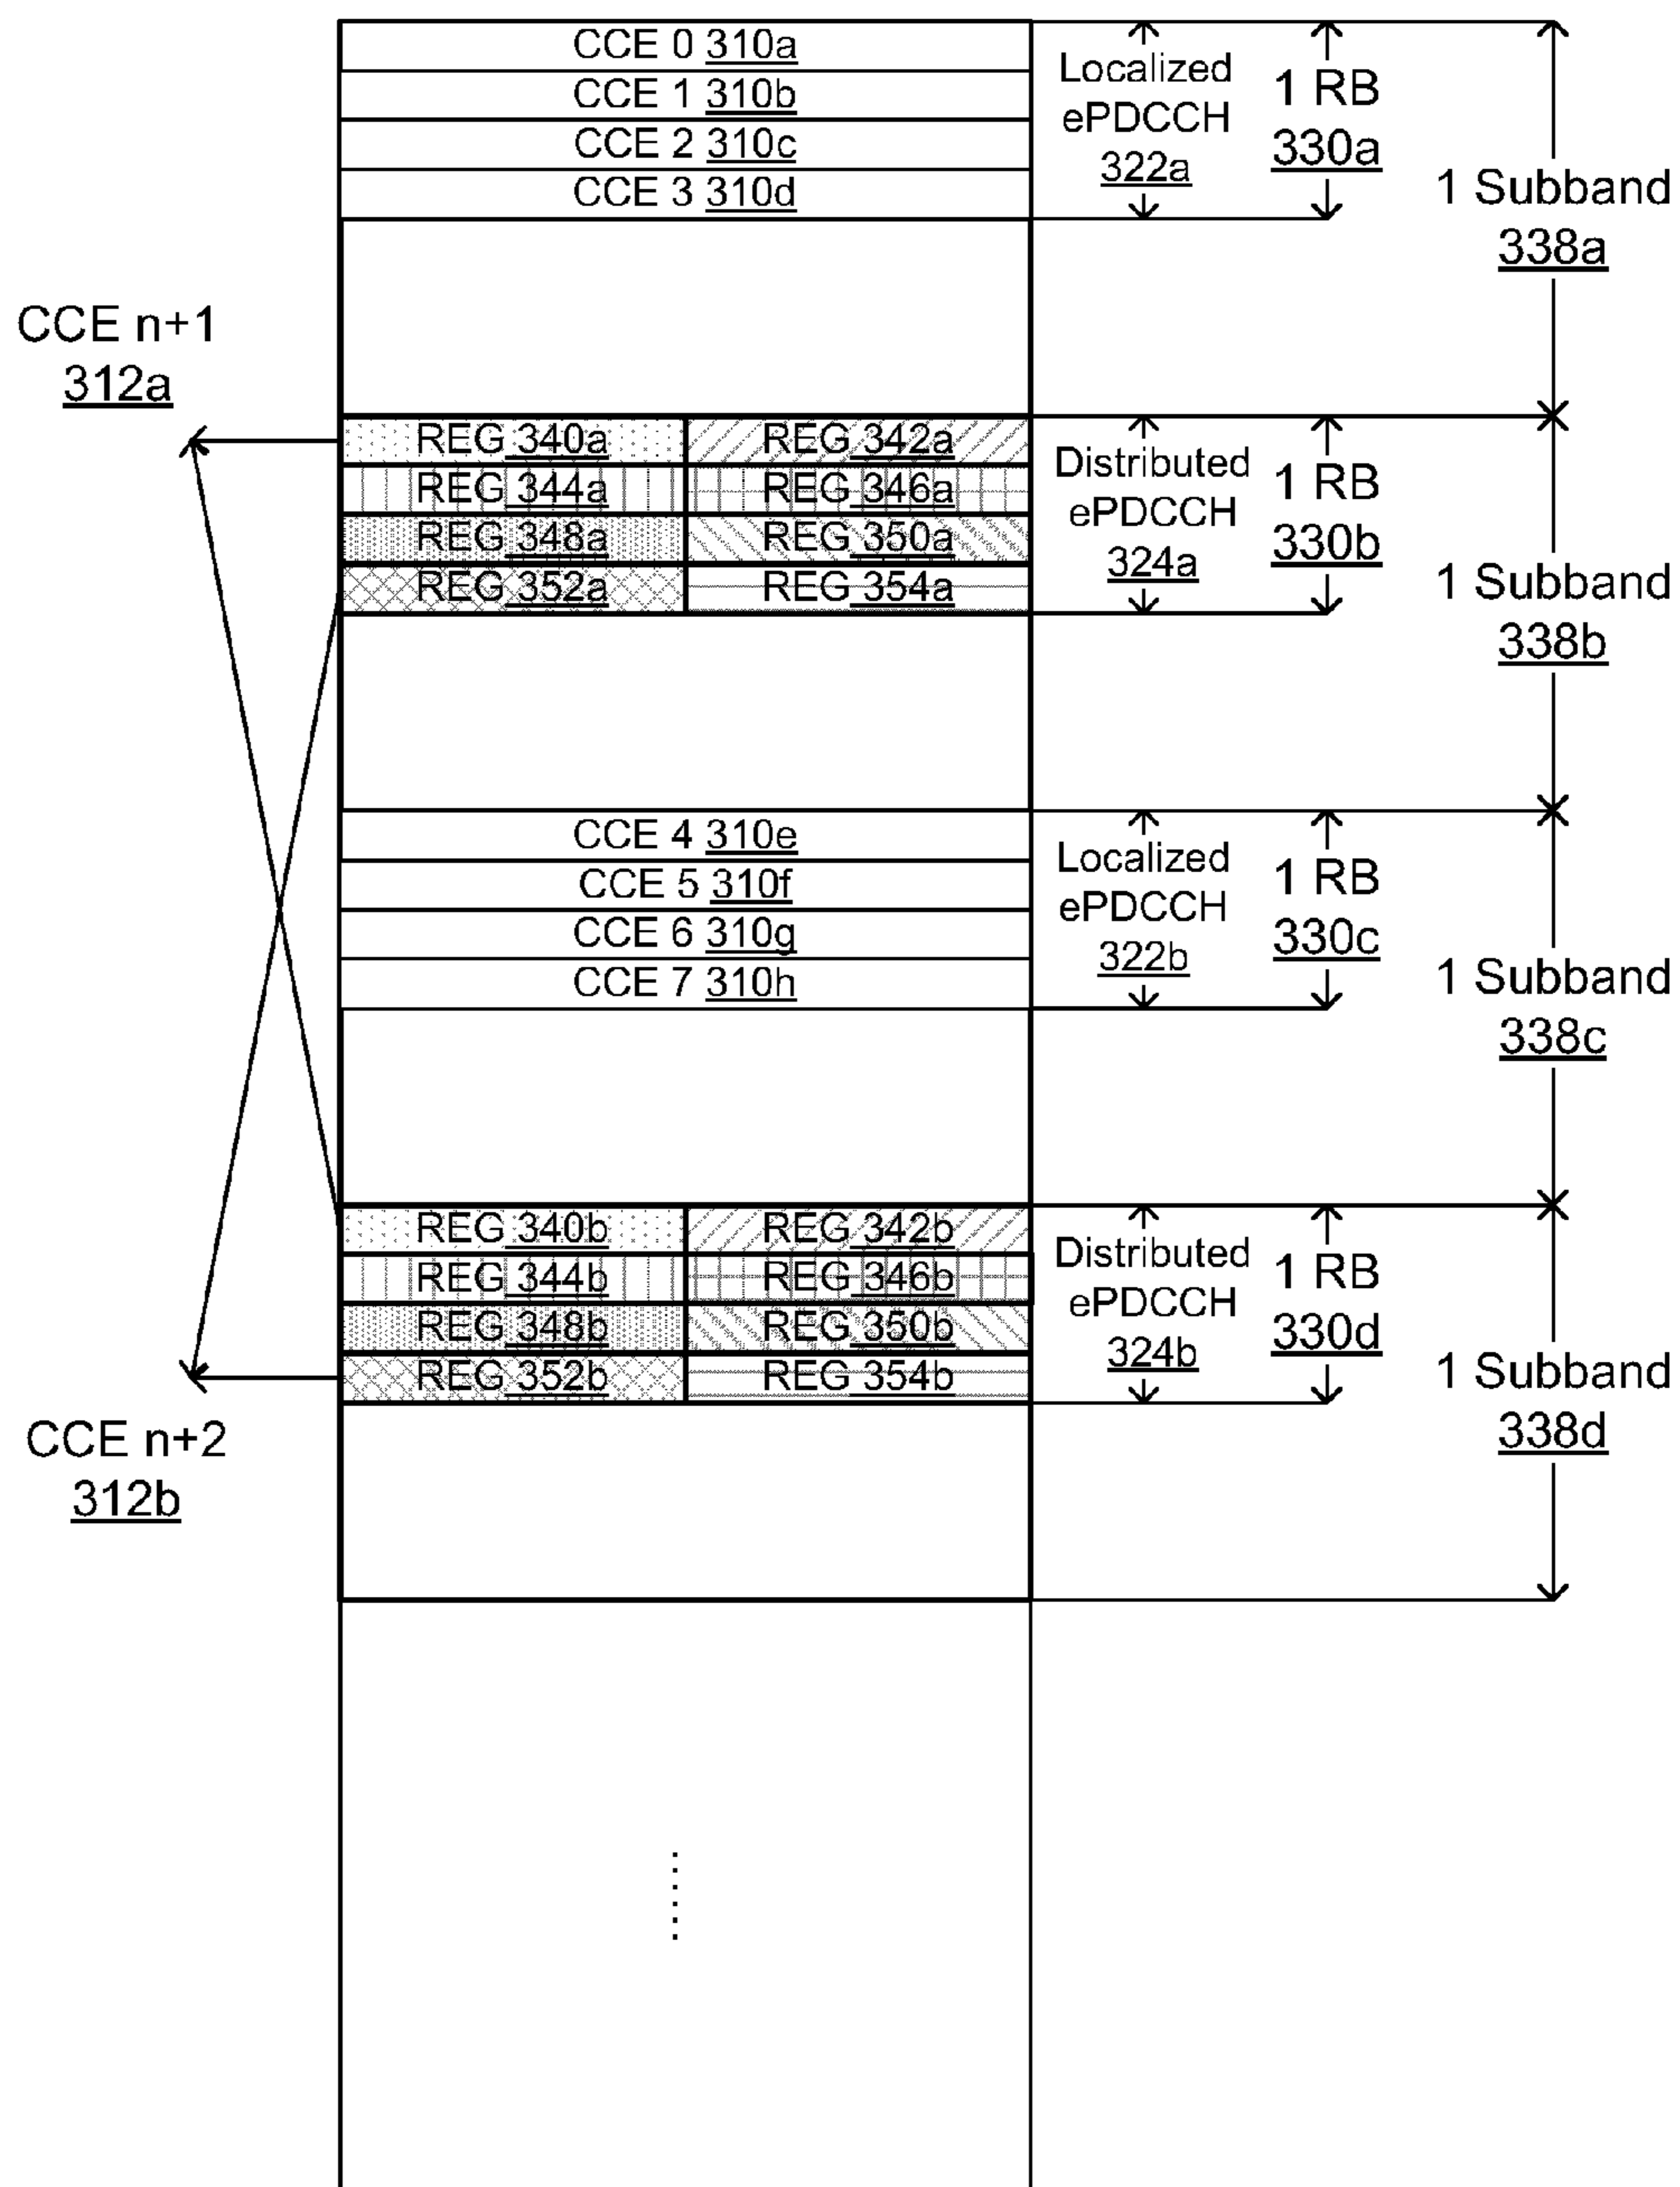 CCE 0 310a
CCE 1 310b
CCE 2 310c
CCE 3 310d
Localized
ePDCCH
322a
1 RB
330a
1 Subband
338a
CCE n+1
312a
REG 340a
REG 342a
REG 344a
REG 346a
REG 348a
REG 350a
REG 352a
REG 354a
Distributed
ePDCCH
324a
1 RB
330b
1 Subband
338b
CCE 4 310e
CCE 5 310f
CCE 6 310g
CCE 7 310h
Localized
ePDCCH
322b
1 RB
330c
1 Subband
338c
REG 340b
REG 342b
REG 344b
REG 346b
REG 348b
REG 350b
REG 352b
REG 354b
Distributed
ePDCCH
324b
1 RB
330d
1 Subband
338d
CCE n+2
312b